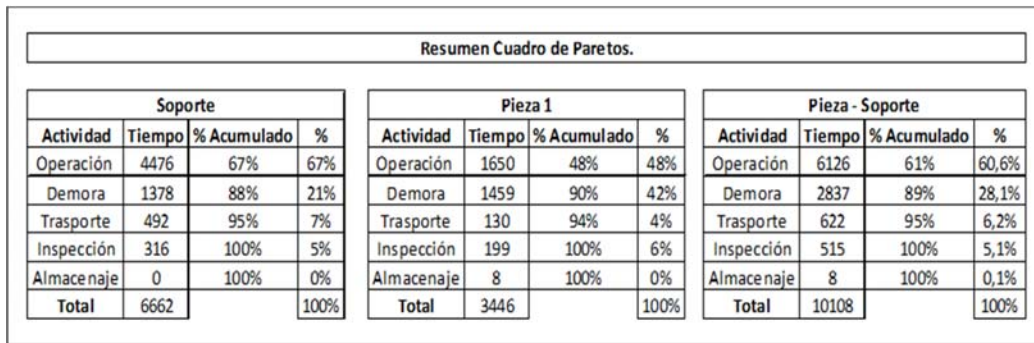 Resumen Cuadro de Paretos.
Soporte Pieza 1 Pieza - Soporte
Actividad Tiempo % Acumulado % Actividad Tiempo % Acumulado % Actividad Tiempo % Acumulado %
Operación 4476 67% 67% Operación 1650 48% 48% Operación 6126 61% 60,6%
Demora 1378 88% 21% Demora 1459 90% 42% Demora 2837 89% 28,1%
Trasporte 492 95% 7% Trasporte 130 94% 4% Trasporte 622 95% 6,2%
Inspección 316 100% 5% Inspección 199 100% 6% Inspección 515 100% 5,1%
Almacenaje 0 100% 0% Almacenaje 8 100% 0% Almacenaje 8 100% 0,1%
Total 6662 100% Total 3446 100% Total 10108 100%